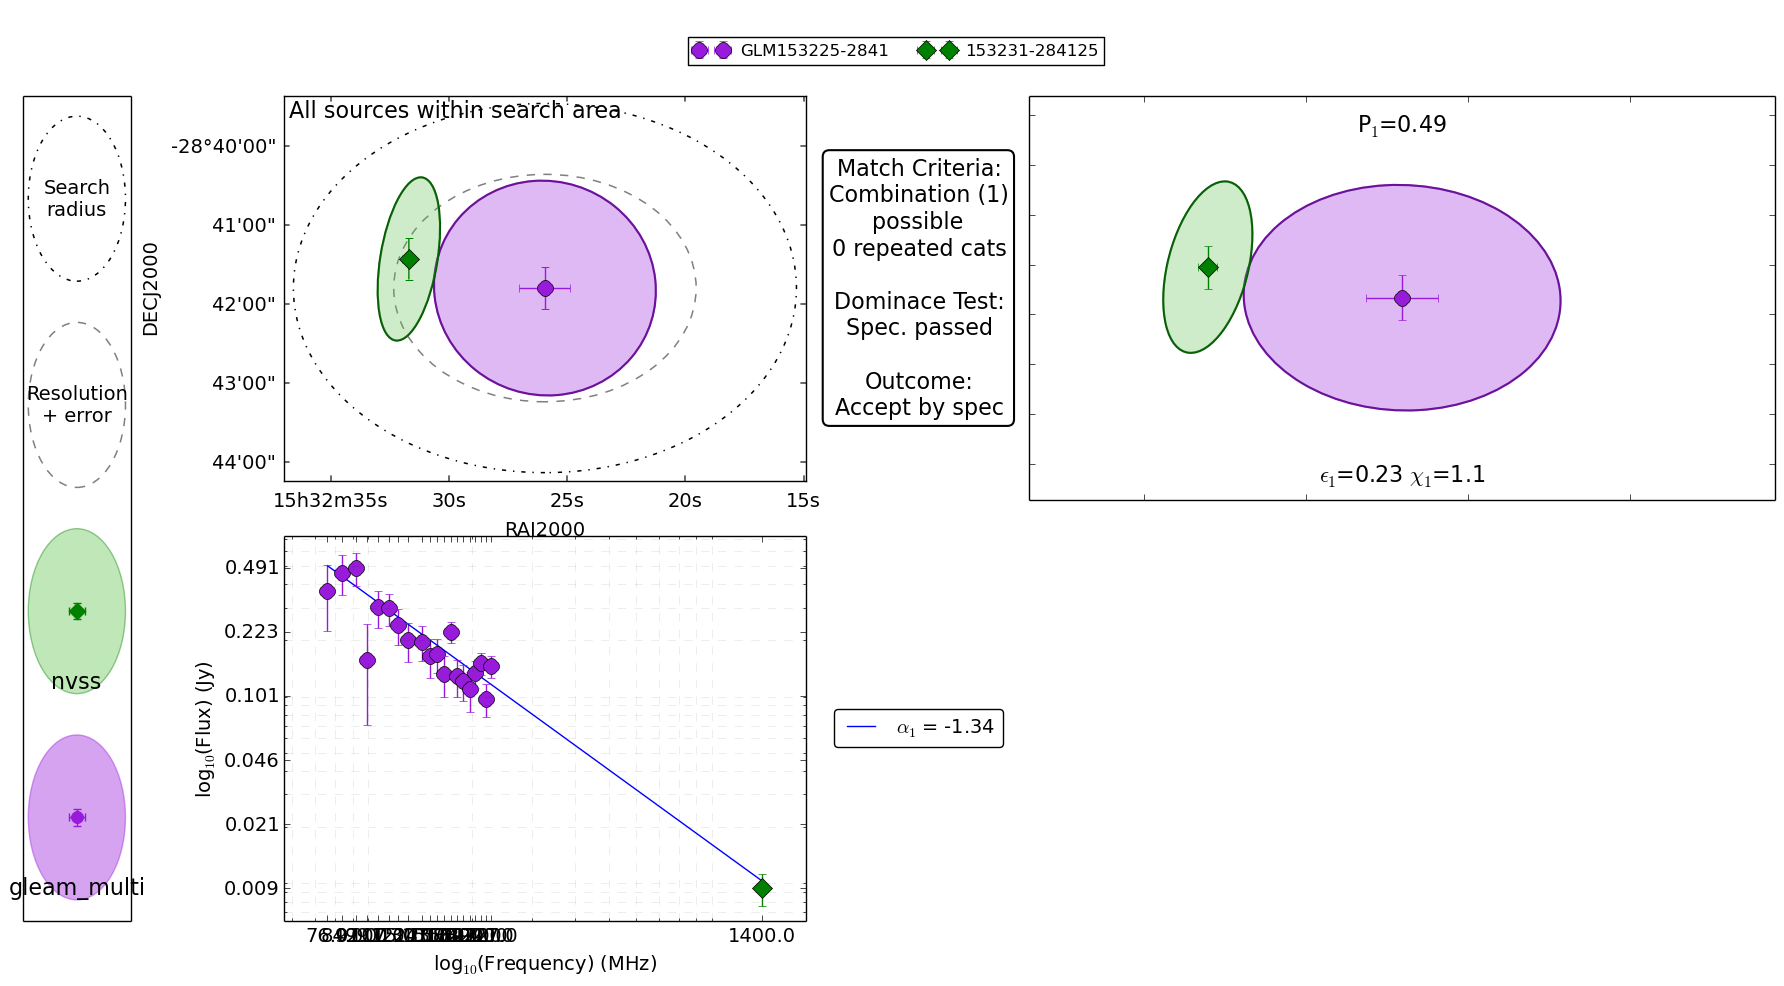 GLM153225-2841 153231-284125
Search
radius
Resolution
+ error
nvss
gleam_multi
All sources within search area
DECJ2000
-28°40'00"
41'00"
42'00"
43'00"
44'00"
15h32m35s 30s 25s 20s 15s
RAJ2000
Match Criteria:
Combination (1)
possible
0 repeated cats
Dominace Test:
Spec. passed
Outcome:
Accept by spec
P₁=0.49
ϵ₁=0.23 χ₁=1.1
log₁₀(Flux) (Jy)
0.491
0.223
0.101
0.046
0.021
0.009
1400.0
log₁₀(Frequency) (MHz)
α₁ = -1.34